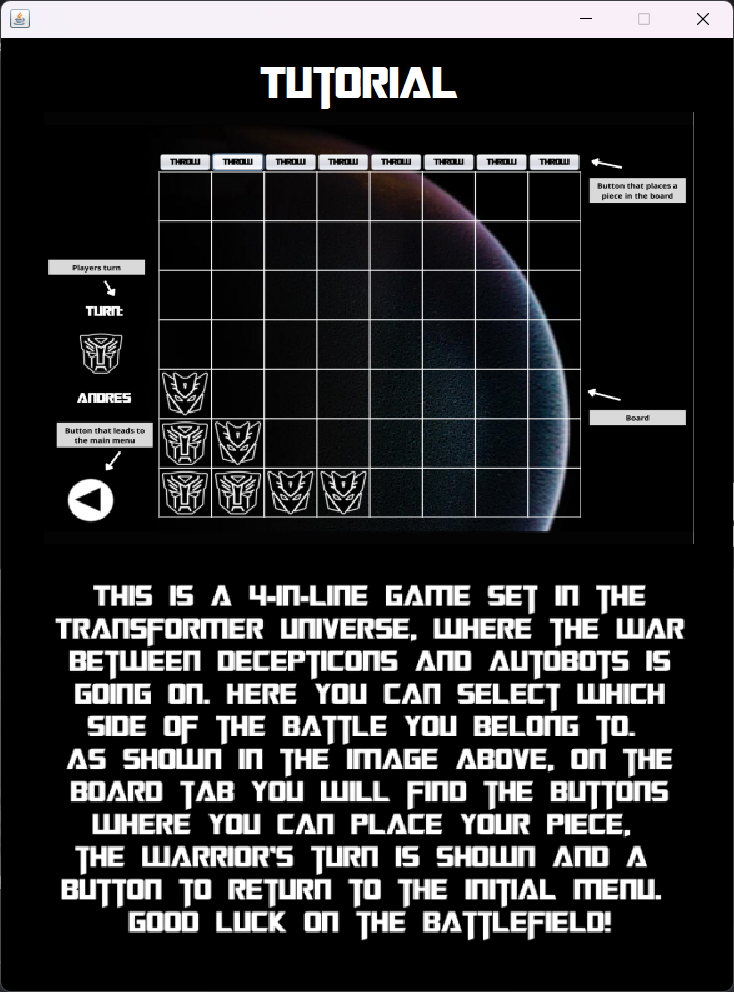 TUTORIAL
THROW THROW THROW THROW THROW THROW THROW THROW
Button that places a
piece in the board
Players turn
TURN:
ANDRES
Button that leads to
the main menu
Board
THIS IS A 4-IN-LINE GAME SET IN THE
TRANSFORMER UNIVERSE, WHERE THE WAR
BETWEEN DECEPTICONS AND AUTOBOTS IS
GOING ON. HERE YOU CAN SELECT WHICH
SIDE OF THE BATTLE YOU BELONG TO.
AS SHOWN IN THE IMAGE ABOVE, ON THE
BOARD TAB YOU WILL FIND THE BUTTONS
WHERE YOU CAN PLACE YOUR PIECE,
THE WARRIOR'S TURN IS SHOWN AND A
BUTTON TO RETURN TO THE INITIAL MENU.
GOOD LUCK ON THE BATTLEFIELD!